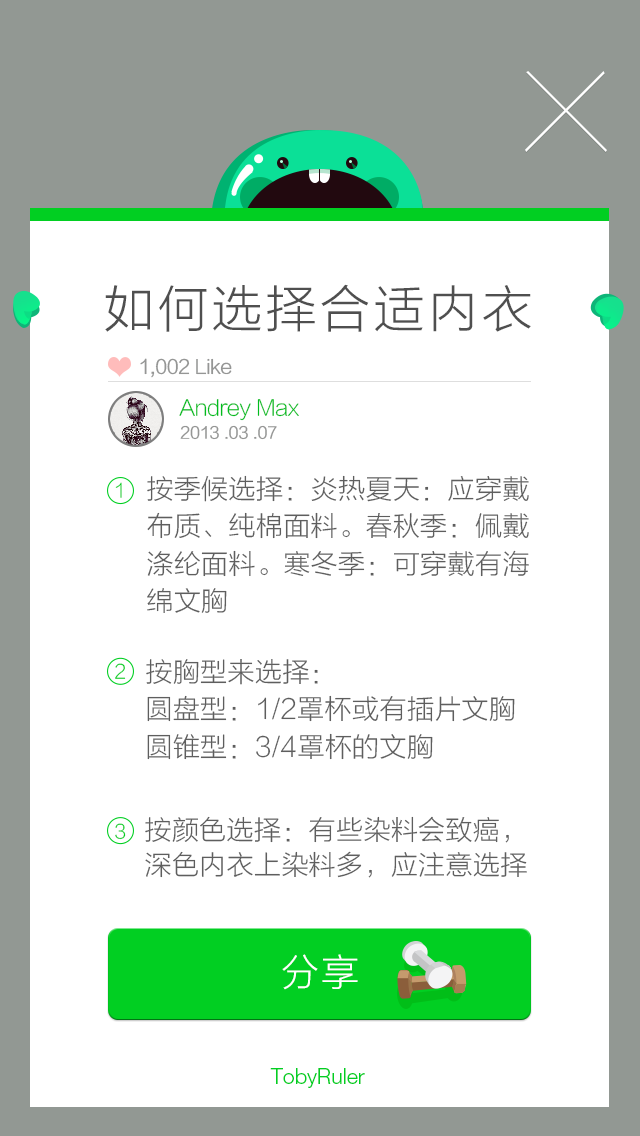 如何选择合适内衣
1,002 Like
Andrey Max
2013 .03 .07
① 按季候选择：炎热夏天：应穿戴
布质、纯棉面料。春秋季：佩戴
涤纶面料。寒冬季：可穿戴有海
绵文胸
② 按胸型来选择：
圆盘型：1/2罩杯或有插片文胸
圆锥型：3/4罩杯的文胸
③ 按颜色选择：有些染料会致癌，
深色内衣上染料多，应注意选择
分享
TobyRuler